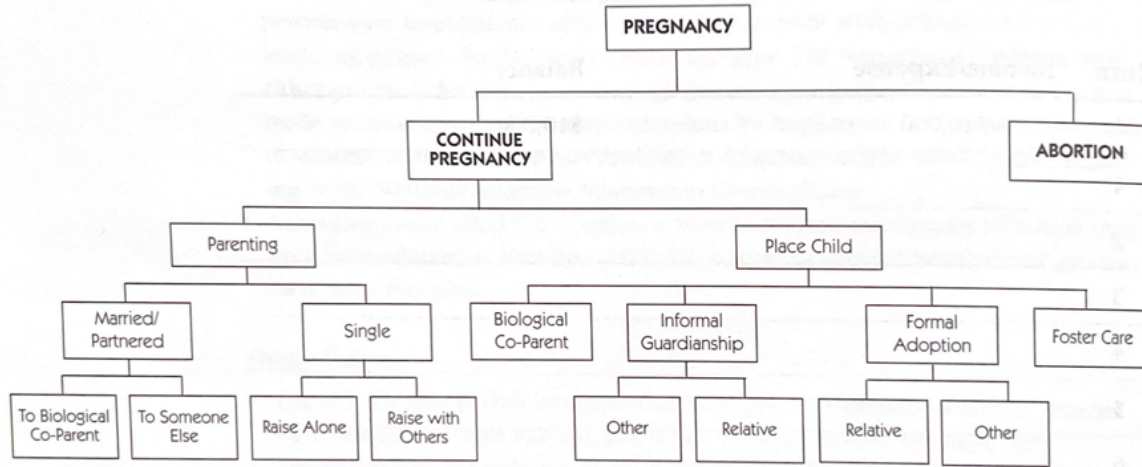 PREGNANCY
CONTINUE
PREGNANCY
ABORTION
Parenting
Place Child
Married/
Partnered
Single
Biological
Co-Parent
Informal
Guardianship
Formal
Adoption
Foster Care
To Biological
Co-Parent
To Someone
Else
Raise Alone
Raise with
Others
Other
Relative
Relative
Other